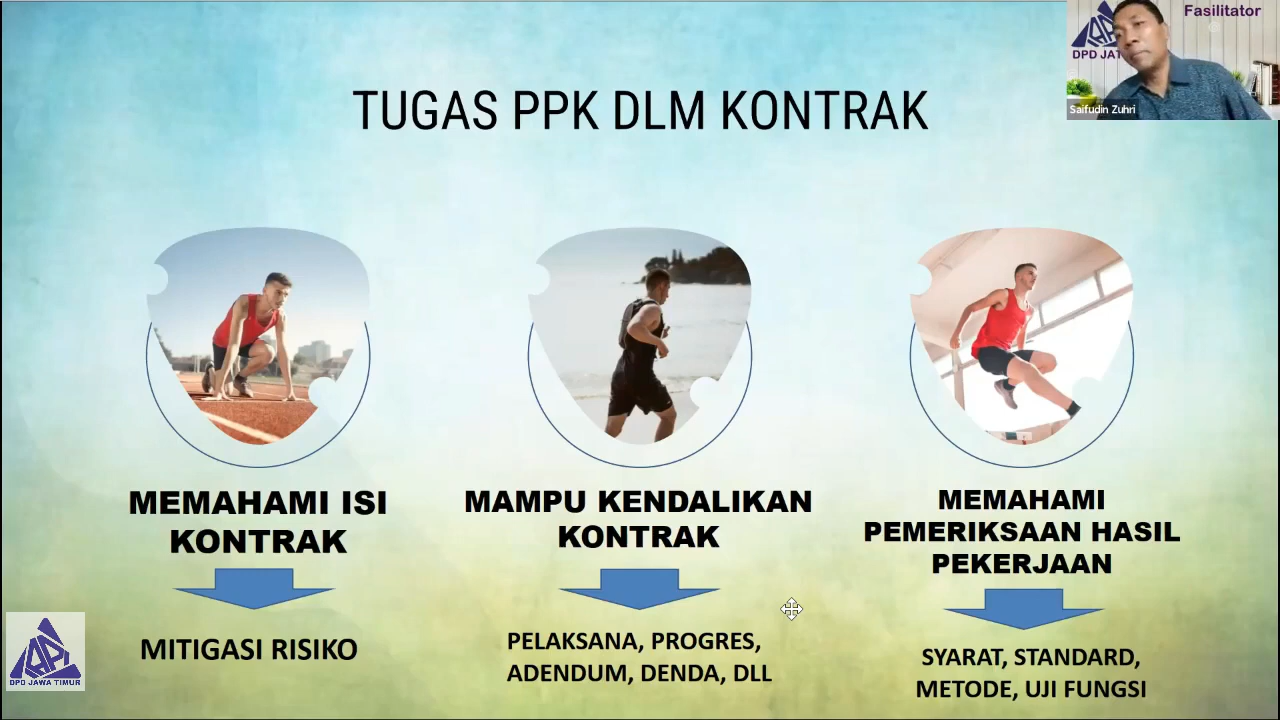 Fasilitator
DPD JAT
Saifudin Zuhri
TUGAS PPK DLM KONTRAK
MEMAHAMI ISI
KONTRAK
MITIGASI RISIKO
MAMPU KENDALIKAN
KONTRAK
PELAKSANA, PROGRES,
ADENDUM, DENDA, DLL
MEMAHAMI
PEMERIKSAAN HASIL
PEKERJAAN
SYARAT, STANDARD,
METODE, UJI FUNGSI
DPD JAWA TIMUR